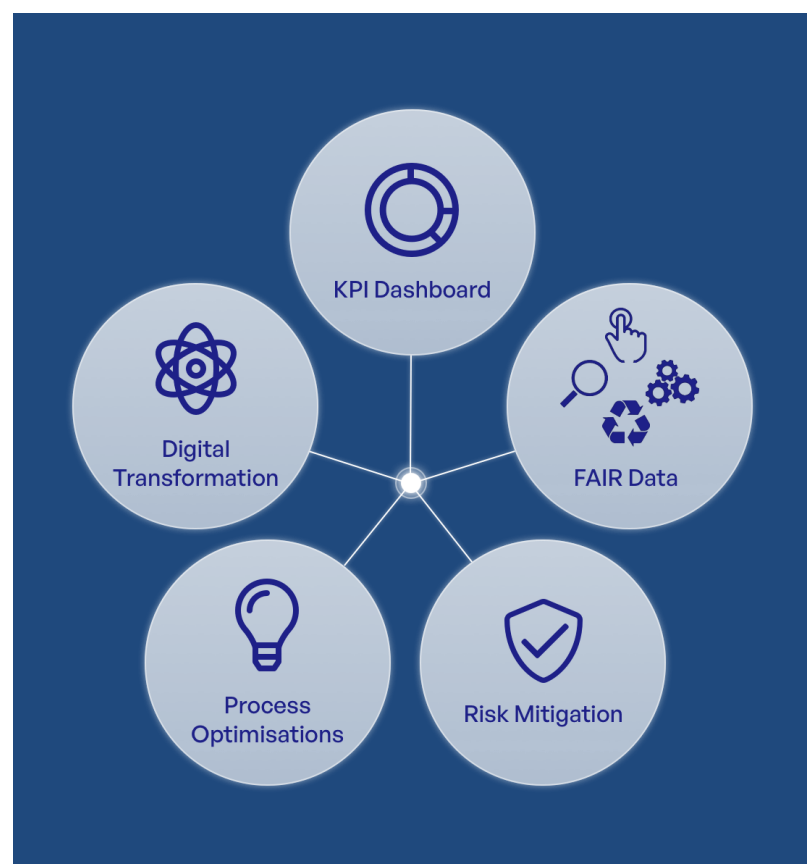 KPI Dashboard
Digital
Transformation
FAIR Data
Process
Optimisations
Risk Mitigation